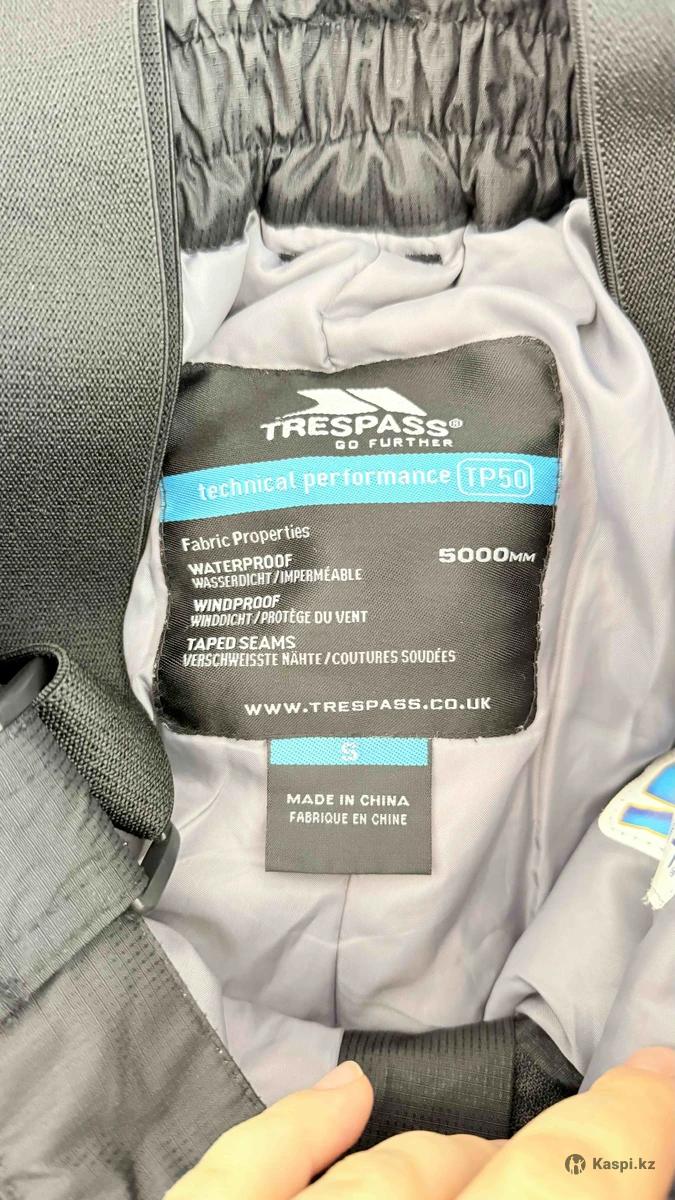 TRESPASS®
GO FURTHER
technical performance TP50
Fabric Properties
WATERPROOF 5000MM
WASSERDICHT/IMPERMÉABLE
WINDPROOF
WINDDICHT/PROTÈGE DU VENT
TAPED SEAMS
VERSCHWEISSTE NÄHTE/COUTURES SOUDÉES
WWW.TRESPASS.CO.UK
S
MADE IN CHINA
FABRIQUE EN CHINE
Kaspi.kz